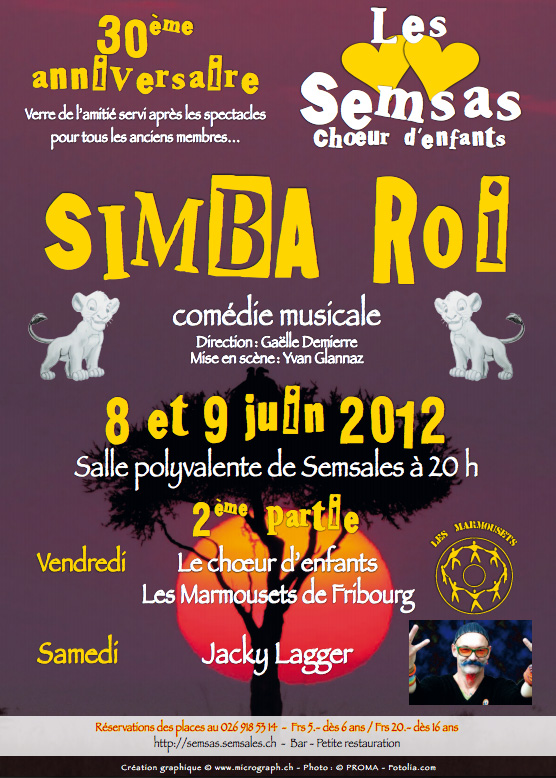 30ème
anniversaire
Verre de l'amitié servi après les spectacles
pour tous les anciens membres...
Les
Semsas
Chœur d'enfants
SIMBA ROI
comédie musicale
Direction : Gaëlle Demierre
Mise en scène : Yvan Glannaz
8 et 9 juin 2012
Salle polyvalente de Semsales à 20 h
2ème partie
Vendredi Le chœur d'enfants
Les Marmousets de Fribourg
LES MARMOUSETS
Samedi Jacky Lagger
Réservations des places au 026 918 53 14 - Frs 5.- dès 6 ans / Frs 20.- dès 16 ans
http://semsas.semsales.ch - Bar - Petite restauration
Création graphique © www.micrograph.ch - Photo : © PROMA - Fotolia.com